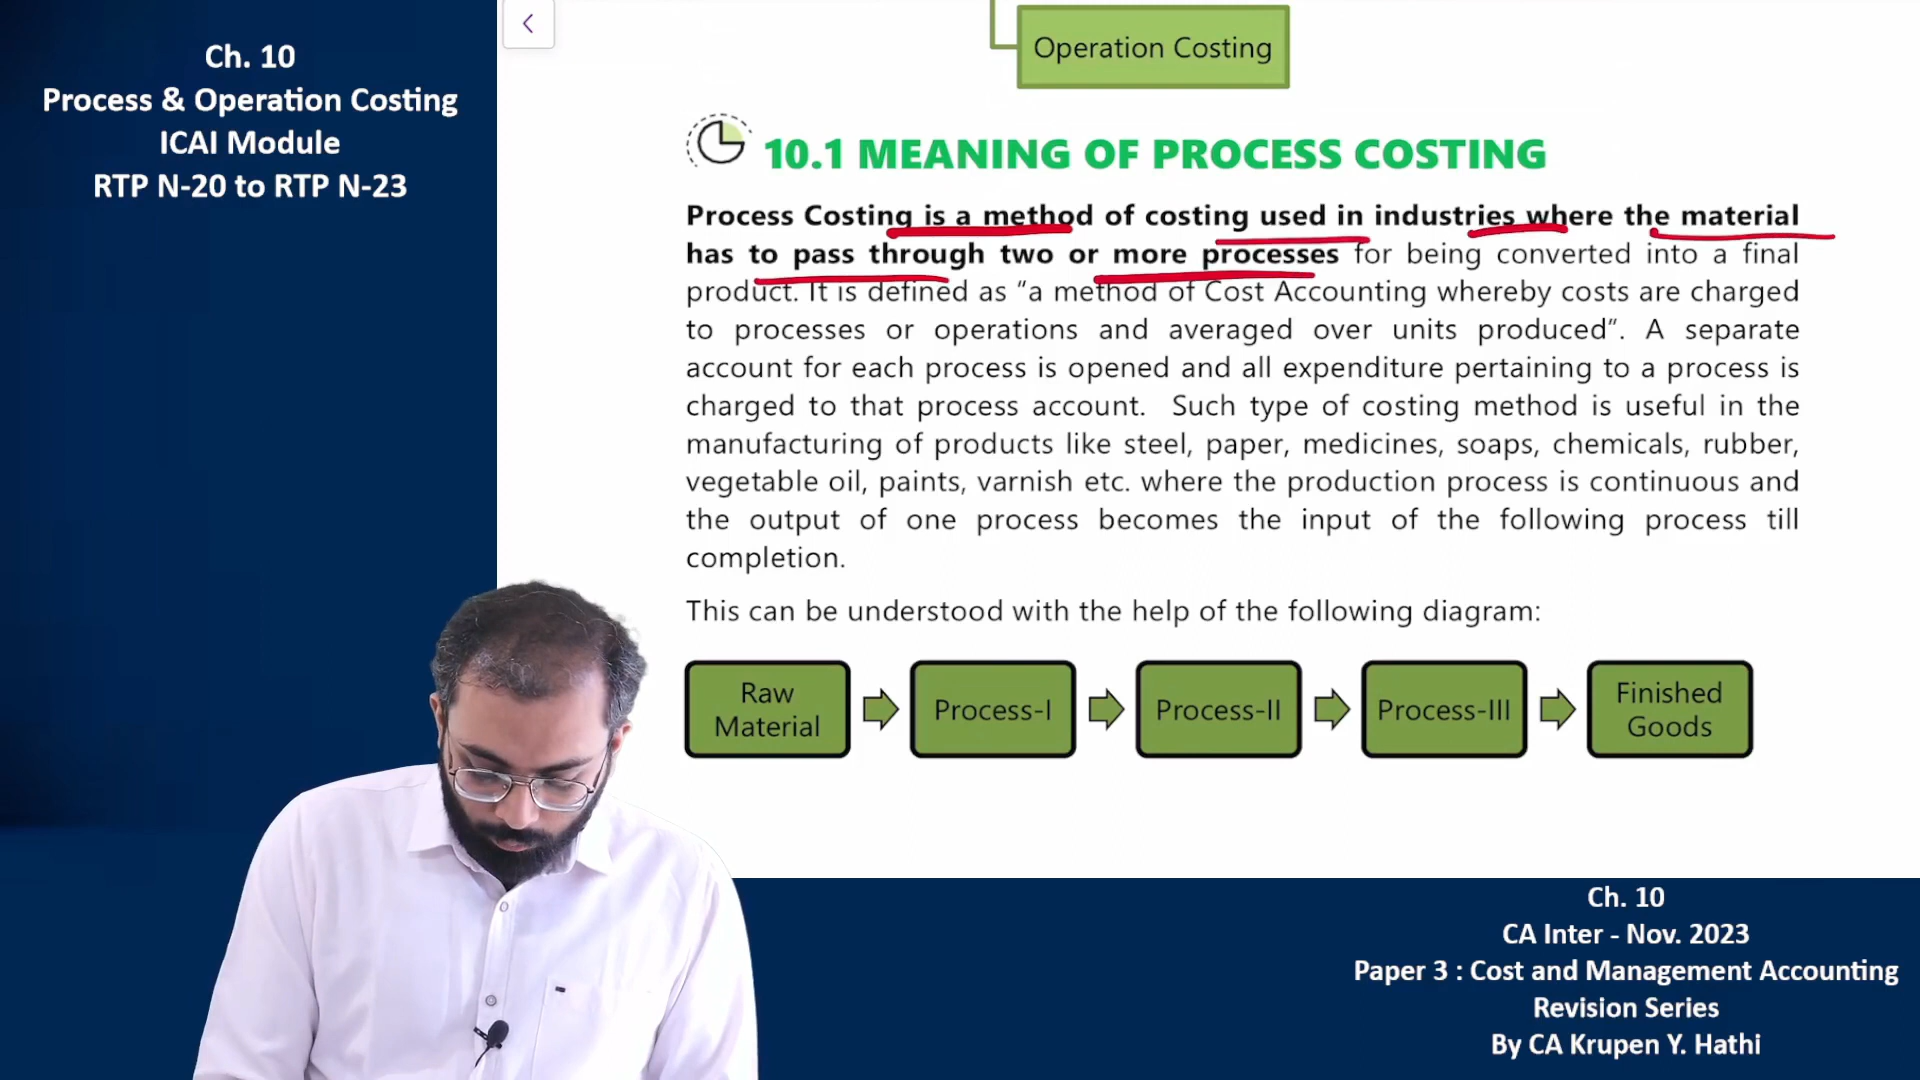 Ch. 10
Process & Operation Costing
ICAI Module
RTP N-20 to RTP N-23
Operation Costing
10.1 MEANING OF PROCESS COSTING
Process Costing is a method of costing used in industries where the material
has to pass through two or more processes for being converted into a final
product. It is defined as “a method of Cost Accounting whereby costs are charged
to processes or operations and averaged over units produced”. A separate
account for each process is opened and all expenditure pertaining to a process is
charged to that process account. Such type of costing method is useful in the
manufacturing of products like steel, paper, medicines, soaps, chemicals, rubber,
vegetable oil, paints, varnish etc. where the production process is continuous and
the output of one process becomes the input of the following process till
completion.
This can be understood with the help of the following diagram:
Raw
Material
Process-I
Process-II
Process-III
Finished
Goods
Ch. 10
CA Inter - Nov. 2023
Paper 3 : Cost and Management Accounting
Revision Series
By CA Krupen Y. Hathi